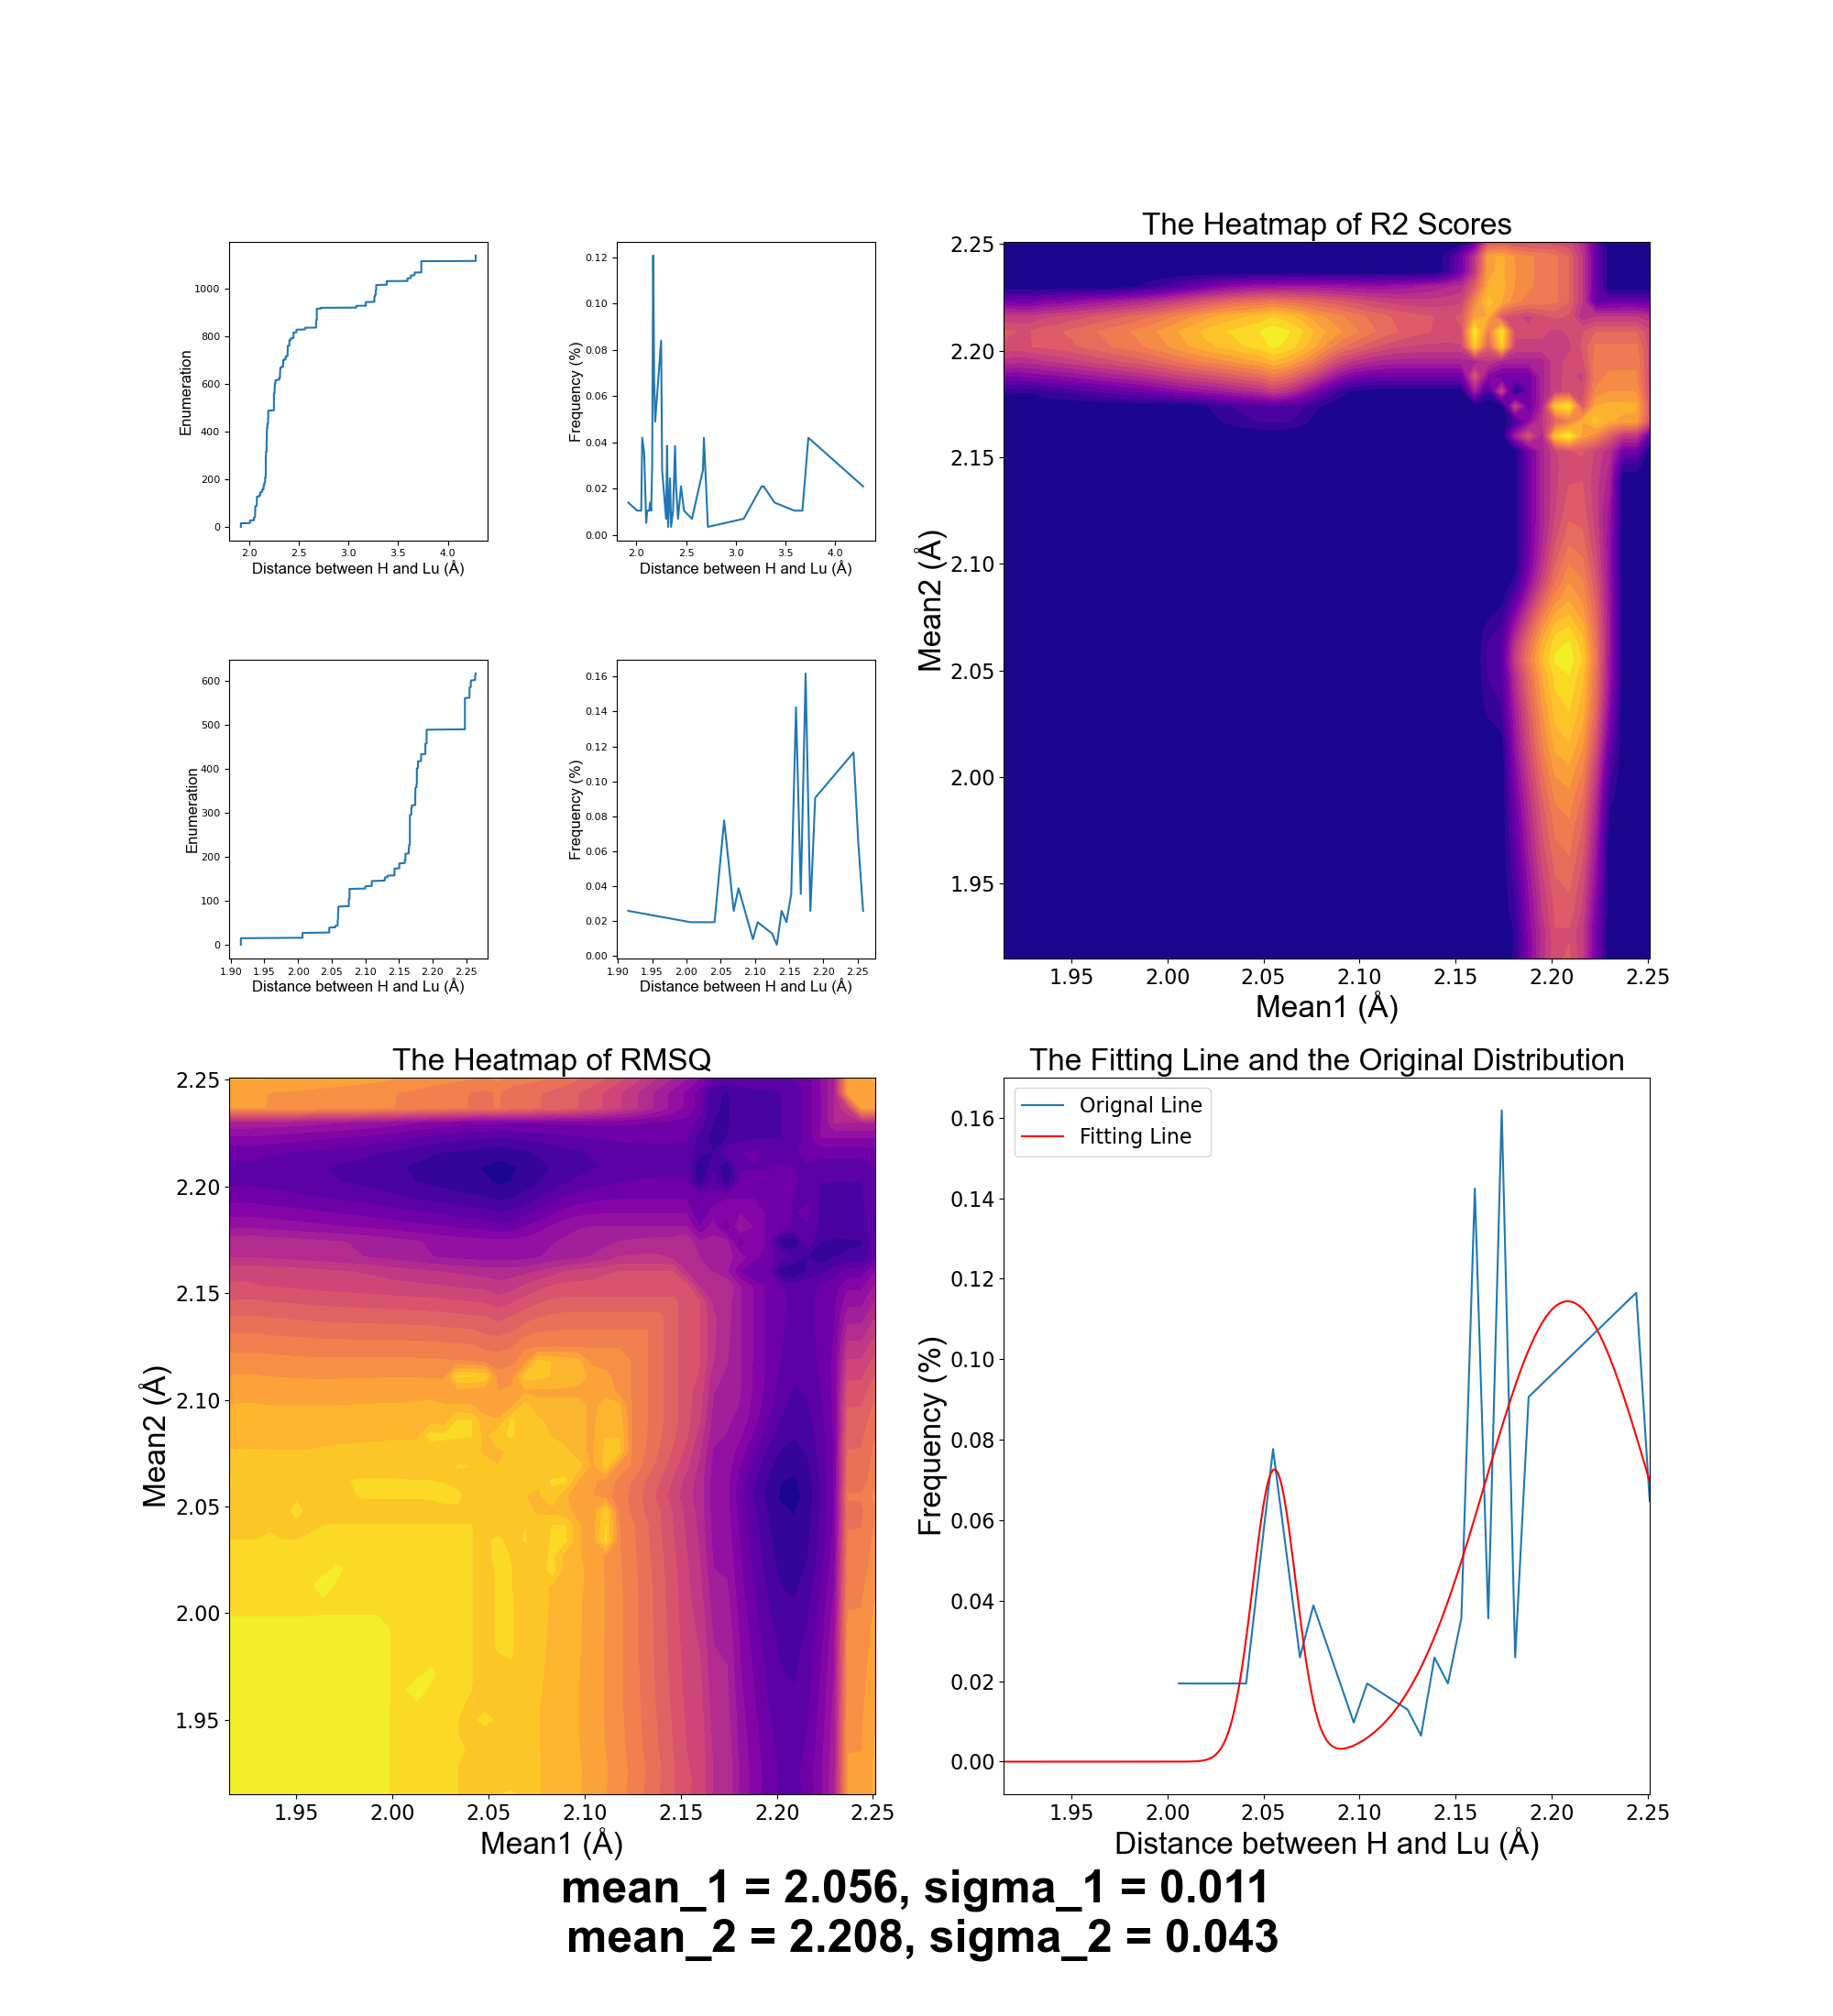 The Heatmap of R2 Scores
1000
800
600
400
200
0
Enumeration
2.0 2.5 3.0 3.5 4.0
Distance between H and Lu (Å)
0.12
0.10
0.08
0.06
0.04
0.02
0.00
Frequency (%)
2.0 2.5 3.0 3.5 4.0
Distance between H and Lu (Å)
2.25
2.20
2.15
2.10
2.05
2.00
1.95
Mean2 (Å)
1.95 2.00 2.05 2.10 2.15 2.20 2.25
Mean1 (Å)
600
500
400
300
200
100
0
Enumeration
1.90 1.95 2.00 2.05 2.10 2.15 2.20 2.25
Distance between H and Lu (Å)
0.16
0.14
0.12
0.10
0.08
0.06
0.04
0.02
0.00
Frequency (%)
1.90 1.95 2.00 2.05 2.10 2.15 2.20 2.25
Distance between H and Lu (Å)
The Heatmap of RMSQ
2.25
2.20
2.15
2.10
2.05
2.00
1.95
Mean2 (Å)
1.95 2.00 2.05 2.10 2.15 2.20 2.25
Mean1 (Å)
The Fitting Line and the Original Distribution
Orignal Line
Fitting Line
0.16
0.14
0.12
0.10
0.08
0.06
0.04
0.02
0.00
Frequency (%)
1.95 2.00 2.05 2.10 2.15 2.20 2.25
Distance between H and Lu (Å)
mean_1 = 2.056, sigma_1 = 0.011
mean_2 = 2.208, sigma_2 = 0.043